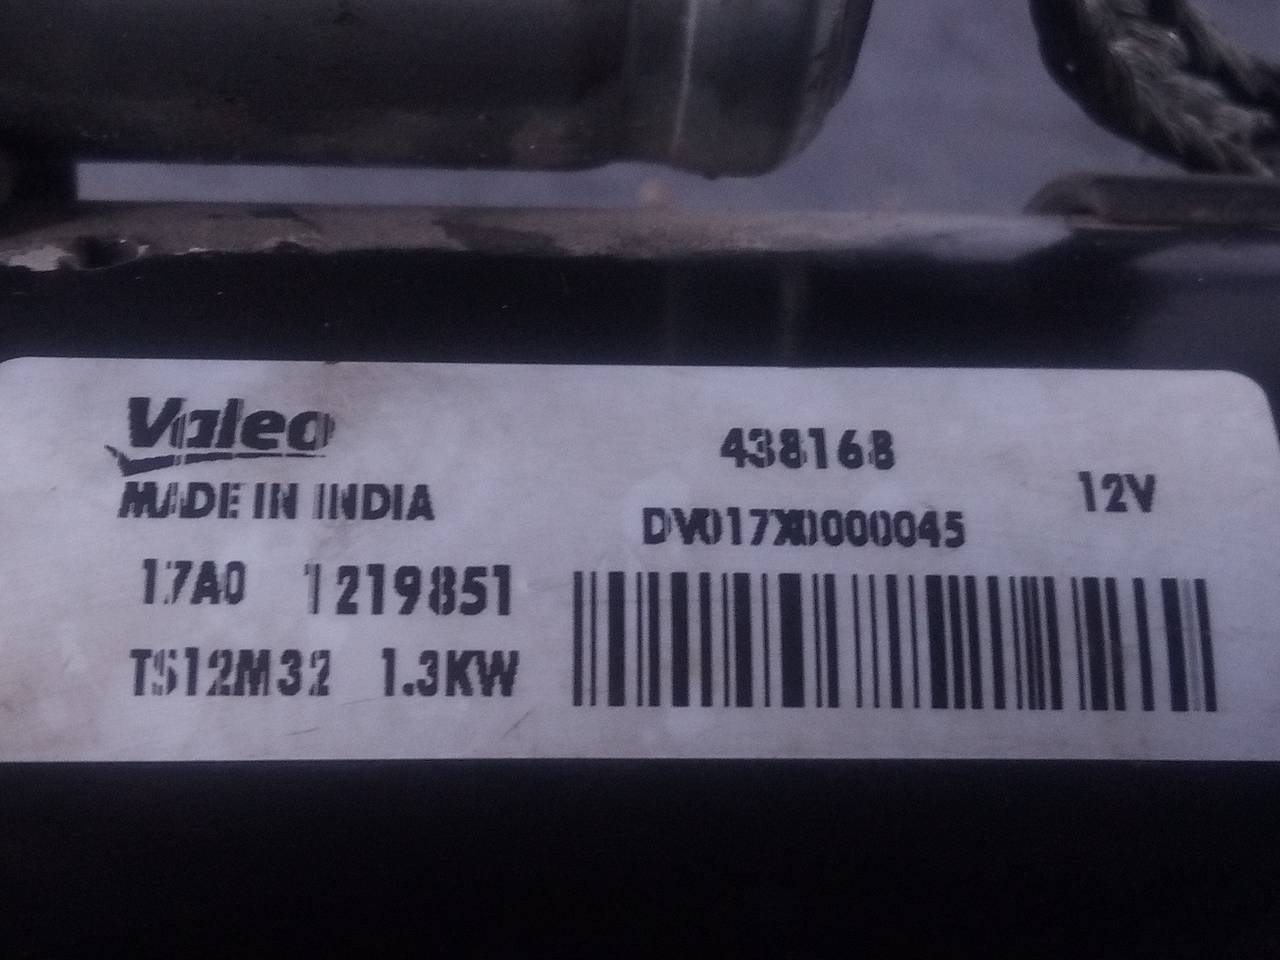 Valeo
MADE IN INDIA
17A0 1219851
TS12M32 1.3KW
438168
DV017X0000045
12V